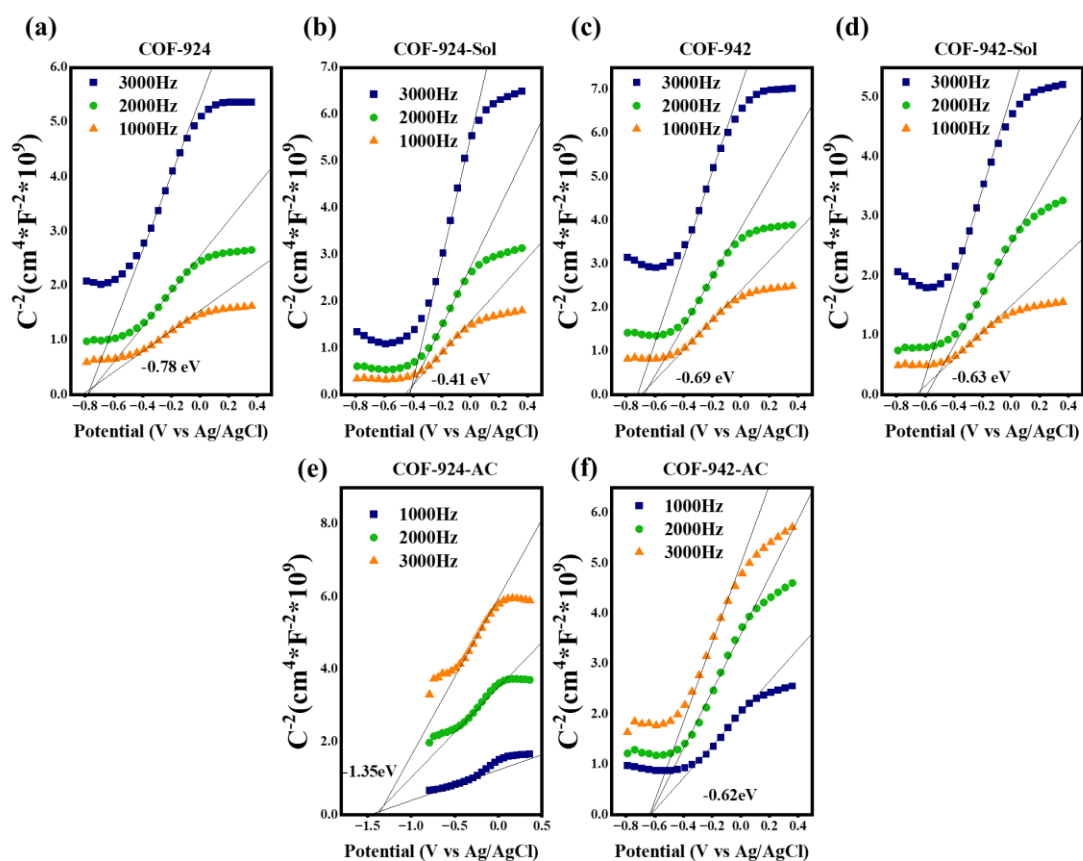 (a)
COF-924
3000Hz
2000Hz
1000Hz
6.0
5.0
4.0
3.0
2.0
1.0
0.0
C⁻²(cm⁴*F⁻²*10⁹)
-0.78 eV
−0.8 −0.6 −0.4 −0.2 0.0 0.2 0.4
Potential (V vs Ag/AgCl)
(b)
COF-924-Sol
3000Hz
2000Hz
1000Hz
7.0
6.0
5.0
4.0
3.0
2.0
1.0
0.0
C⁻²(cm⁴*F⁻²*10⁹)
-0.41 eV
−0.8 −0.6 −0.4 −0.2 0.0 0.2 0.4
Potential (V vs Ag/AgCl)
(c)
COF-942
3000Hz
2000Hz
1000Hz
7.0
6.0
5.0
4.0
3.0
2.0
1.0
0.0
C⁻²(cm⁴*F⁻²*10⁹)
-0.69 eV
−0.8 −0.6 −0.4 −0.2 0.0 0.2 0.4
Potential (V vs Ag/AgCl)
(d)
COF-942-Sol
3000Hz
2000Hz
1000Hz
5.0
4.0
3.0
2.0
1.0
0.0
C⁻²(cm⁴*F⁻²*10⁹)
-0.63 eV
−0.8 −0.6 −0.4 −0.2 0.0 0.2 0.4
Potential (V vs Ag/AgCl)
(e)
COF-924-AC
1000Hz
2000Hz
3000Hz
8.0
6.0
4.0
2.0
0.0
C⁻²(cm⁴*F⁻²*10⁹)
-1.35eV
−1.5 −1.0 −0.5 0.0 0.5
Potential (V vs Ag/AgCl)
(f)
COF-942-AC
1000Hz
2000Hz
3000Hz
6.0
5.0
4.0
3.0
2.0
1.0
0.0
C⁻²(cm⁴*F⁻²*10⁹)
-0.62eV
−0.8 −0.6 −0.4 −0.2 0.0 0.2 0.4
Potential (V vs Ag/AgCl)